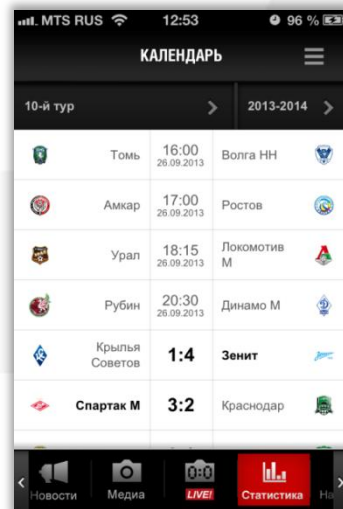 MTS RUS 12:53 96 %
КАЛЕНДАРЬ
10-й тур 2013-2014
Томь 16:00 Волга НН
26.09.2013
Амкар 17:00 Ростов
26.09.2013
Урал 18:15 Локомотив М
26.09.2013
Рубин 20:30 Динамо М
26.09.2013
Крылья Советов 1:4 Зенит
Спартак М 3:2 Краснодар
Новости Медиа 0:0 LIVE! Статистика На